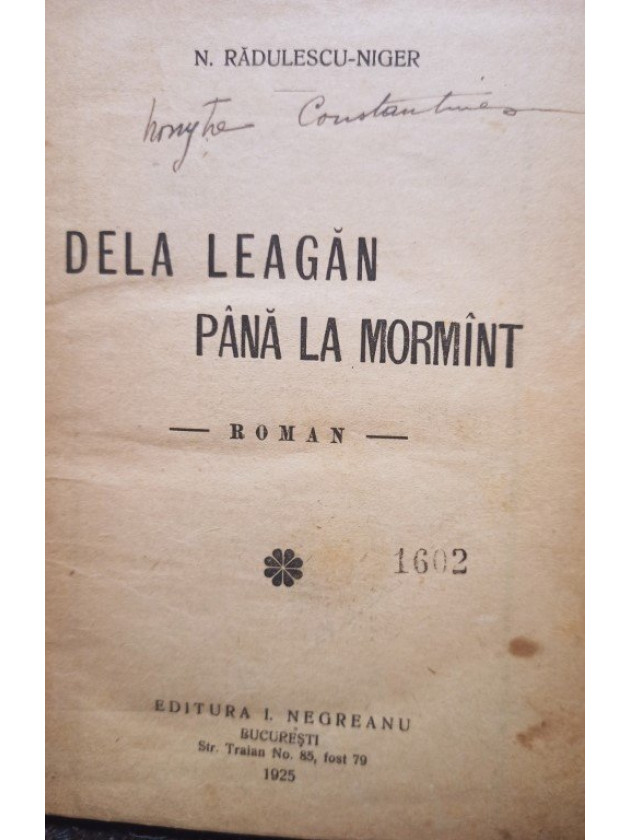 N. RĂDULESCU-NIGER
Constantinescu
DELA LEAGĂN
PÂNĂ LA MORMÎNT
— ROMAN —
1602
EDITURA I. NEGREANU
BUCUREȘTI
Str. Traian No. 85, fost 79
1925